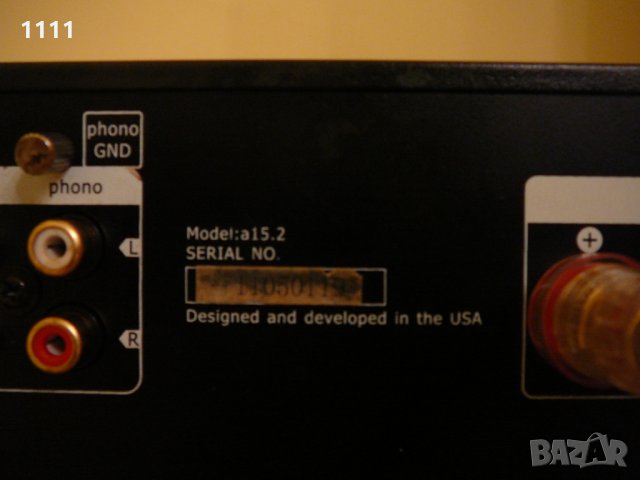 1111
phono
GND
phono
L
R
Model:a15.2
SERIAL NO.
Designed and developed in the USA
+
BAZAR